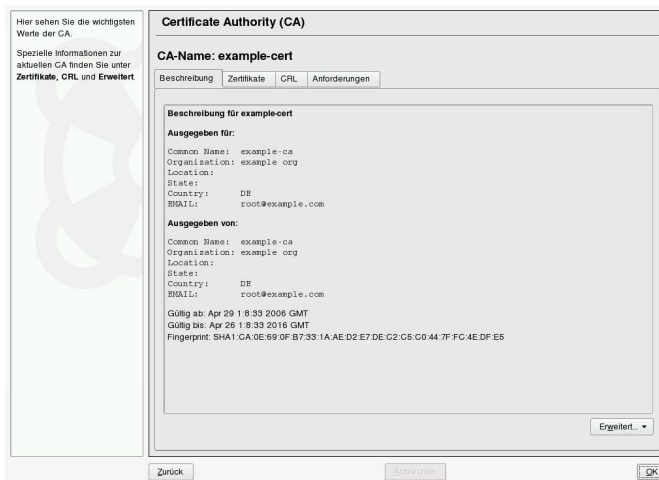 Hier sehen Sie die wichtigsten
Werte der CA.
Spezielle Informationen zur
aktuellen CA finden Sie unter
Zertifikate, CRL und Erweitert.
Certificate Authority (CA)
CA-Name: example-cert
Beschreibung Zertifikate CRL Anforderungen
Beschreibung für example-cert
Ausgegeben für:
Common Name: example-ca
Organization: example org
Location:
State:
Country: DE
EMAIL: root@example.com
Ausgegeben von:
Common Name: example-ca
Organization: example org
Location:
State:
Country: DE
EMAIL: root@example.com
Gültig ab: Apr 29 1:8:33 2006 GMT
Gültig bis: Apr 26 1:8:33 2016 GMT
Fingerprint: SHA1:CA:0E:69:0F:B7:33:1A:AE:D2:E7:DE:C2:C5:C0:44:7F:FC:4E:DF:E5
Erweitert...
Zurück Abbrechen OK